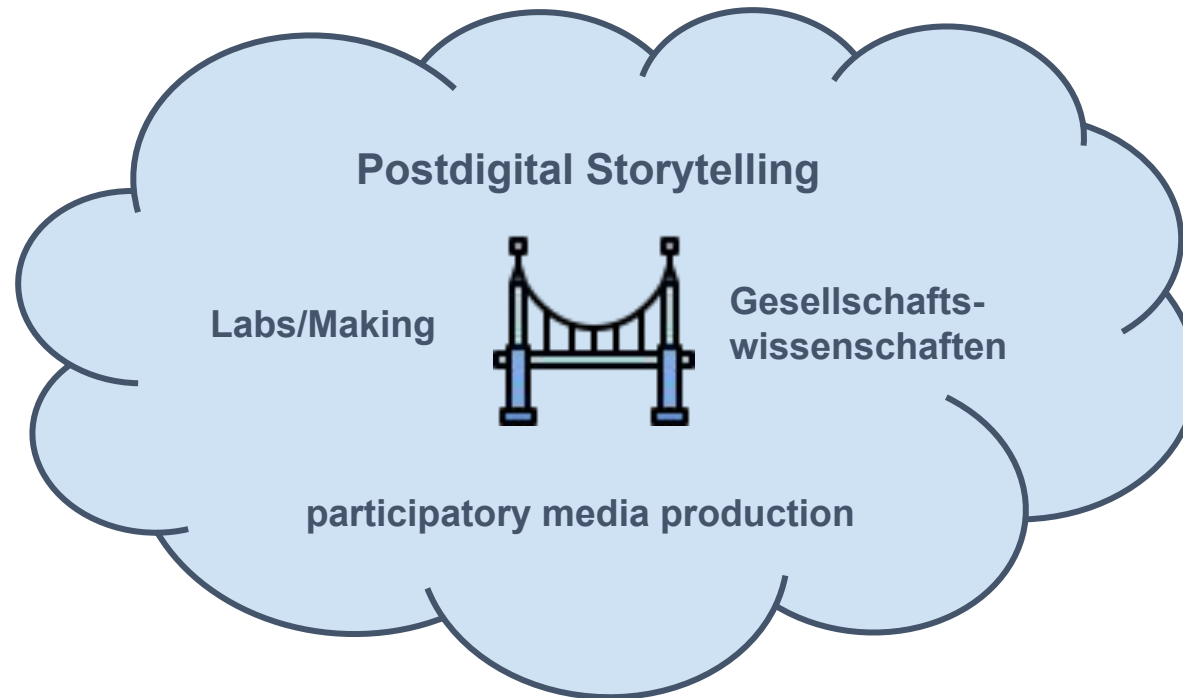 Postdigital Storytelling
Labs/Making
Gesellschafts-
wissenschaften
participatory media production